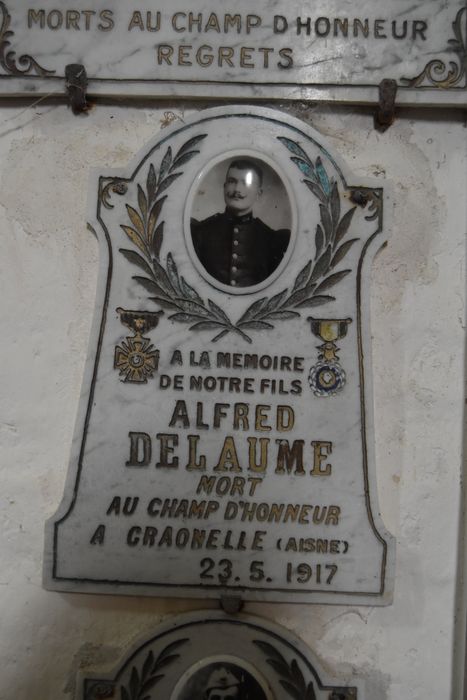 MORTS AU CHAMP D'HONNEUR
REGRETS
A LA MEMOIRE
DE NOTRE FILS
ALFRED
DELAUME
MORT
AU CHAMP D'HONNEUR
A CRAONELLE (AISNE)
23. 5. 1917